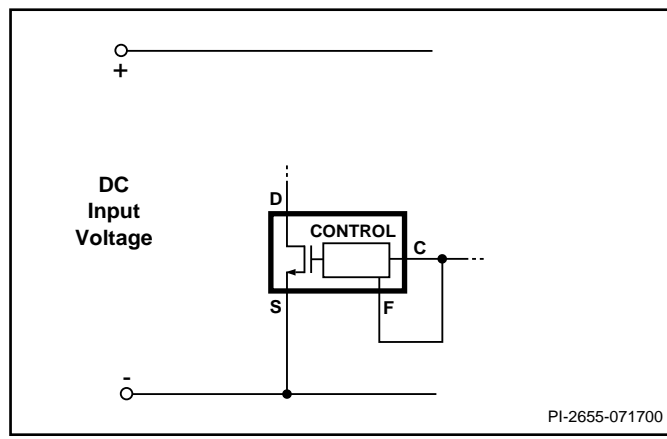 +
DC
Input
Voltage
D
CONTROL
C
S
F
-
PI-2655-071700